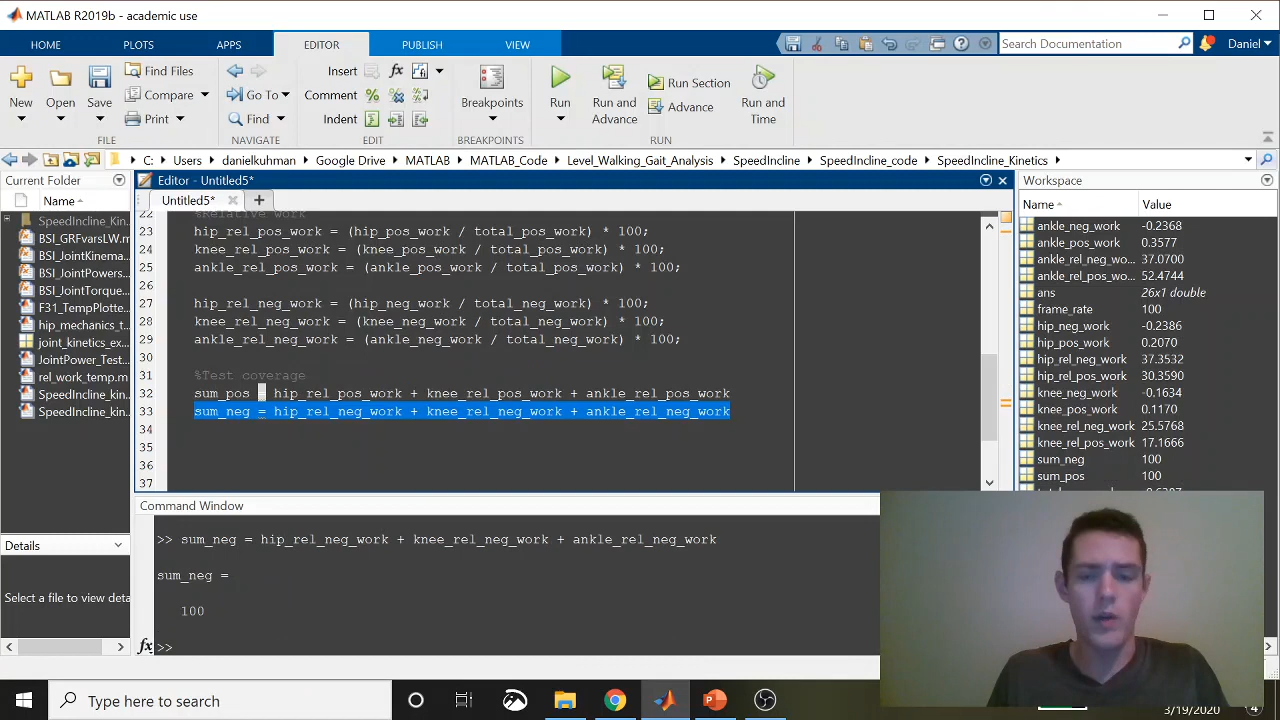 MATLAB R2019b - academic use
HOME PLOTS APPS EDITOR PUBLISH VIEW Search Documentation Daniel
New Open Save Find Files Compare Print FILE
Go To Find NAVIGATE
Insert fx Comment % Indent EDIT
Breakpoints BREAKPOINTS
Run Run and Advance Run Section Advance Run and Time RUN
C: Users danielkuhman Google Drive MATLAB MATLAB_Code Level_Walking_Gait_Analysis SpeedIncline SpeedIncline_code SpeedIncline_Kinetics
Current Folder
Name
SpeedIncline_Kin
BSI_GRFvarsLW.m
BSI_JointKinema
BSI_JointPowers
BSI_JointTorque
F31_TempPlotte
hip_mechanics_t
joint_kinetics_ex
JointPower_Test
rel_work_temp.m
SpeedIncline_kin
SpeedIncline_kin
Details
Select a file to view deta
Editor - Untitled5*
Untitled5*
22 %Relative work
23 hip_rel_pos_work = (hip_pos_work / total_pos_work) * 100;
24 knee_rel_pos_work = (knee_pos_work / total_pos_work) * 100;
25 ankle_rel_pos_work = (ankle_pos_work / total_pos_work) * 100;
26
27 hip_rel_neg_work = (hip_neg_work / total_neg_work) * 100;
28 knee_rel_neg_work = (knee_neg_work / total_neg_work) * 100;
29 ankle_rel_neg_work = (ankle_neg_work / total_neg_work) * 100;
30
31 %Test coverage
32 sum_pos = hip_rel_pos_work + knee_rel_pos_work + ankle_rel_pos_work
33 sum_neg = hip_rel_neg_work + knee_rel_neg_work + ankle_rel_neg_work
34
35
36
37
Command Window
>> sum_neg = hip_rel_neg_work + knee_rel_neg_work + ankle_rel_neg_work
sum_neg =
100
fx >>
Workspace
Name Value
ankle_neg_work -0.2368
ankle_pos_work 0.3577
ankle_rel_neg_wo... 37.0700
ankle_rel_pos_wo... 52.4744
ans 26x1 double
frame_rate 100
hip_neg_work -0.2386
hip_pos_work 0.2070
hip_rel_neg_work 37.3532
hip_rel_pos_work 30.3590
knee_neg_work -0.1634
knee_pos_work 0.1170
knee_rel_neg_work 25.5768
knee_rel_pos_work 17.1666
sum_neg 100
sum_pos 100
Type here to search
3/19/2020
4